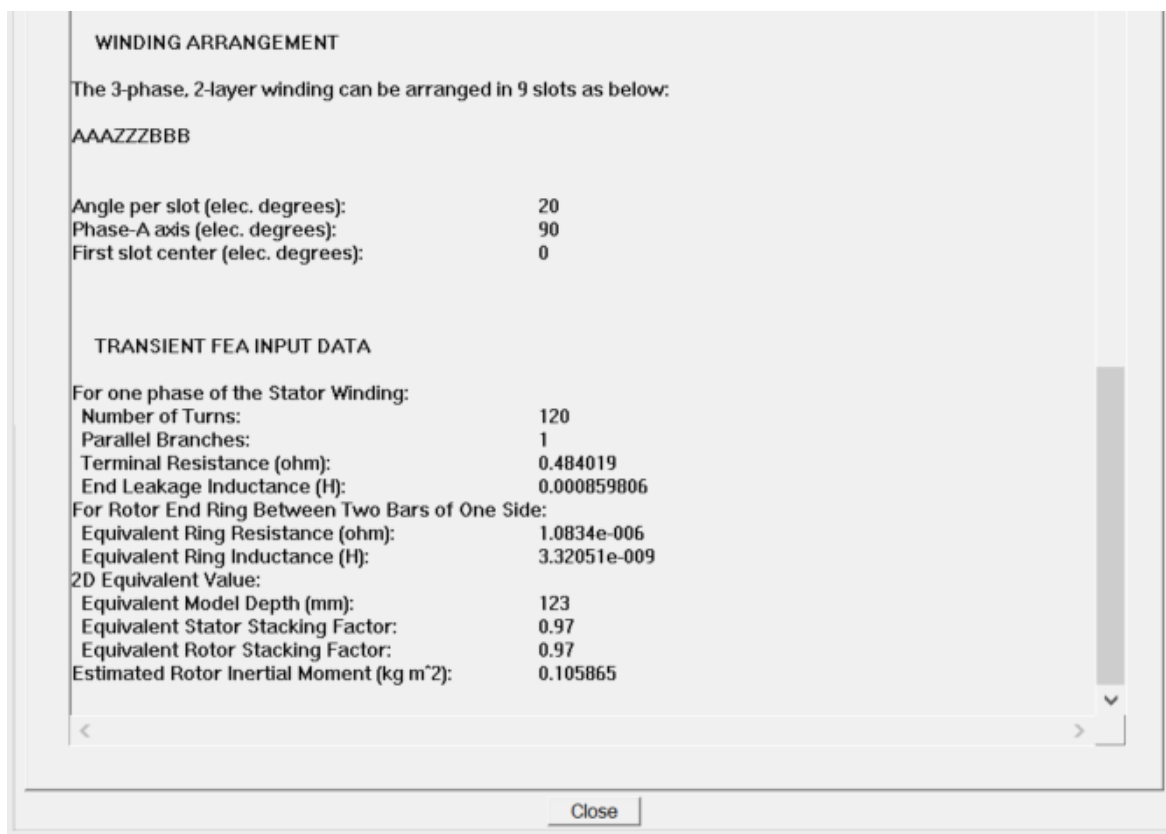 WINDING ARRANGEMENT
The 3-phase, 2-layer winding can be arranged in 9 slots as below:
AAAZZZBBB
Angle per slot (elec. degrees): 20
Phase-A axis (elec. degrees): 90
First slot center (elec. degrees): 0
TRANSIENT FEA INPUT DATA
For one phase of the Stator Winding:
Number of Turns: 120
Parallel Branches: 1
Terminal Resistance (ohm): 0.484019
End Leakage Inductance (H): 0.000859806
For Rotor End Ring Between Two Bars of One Side:
Equivalent Ring Resistance (ohm): 1.0834e-006
Equivalent Ring Inductance (H): 3.32051e-009
2D Equivalent Value:
Equivalent Model Depth (mm): 123
Equivalent Stator Stacking Factor: 0.97
Equivalent Rotor Stacking Factor: 0.97
Estimated Rotor Inertial Moment (kg m^2): 0.105865
Close